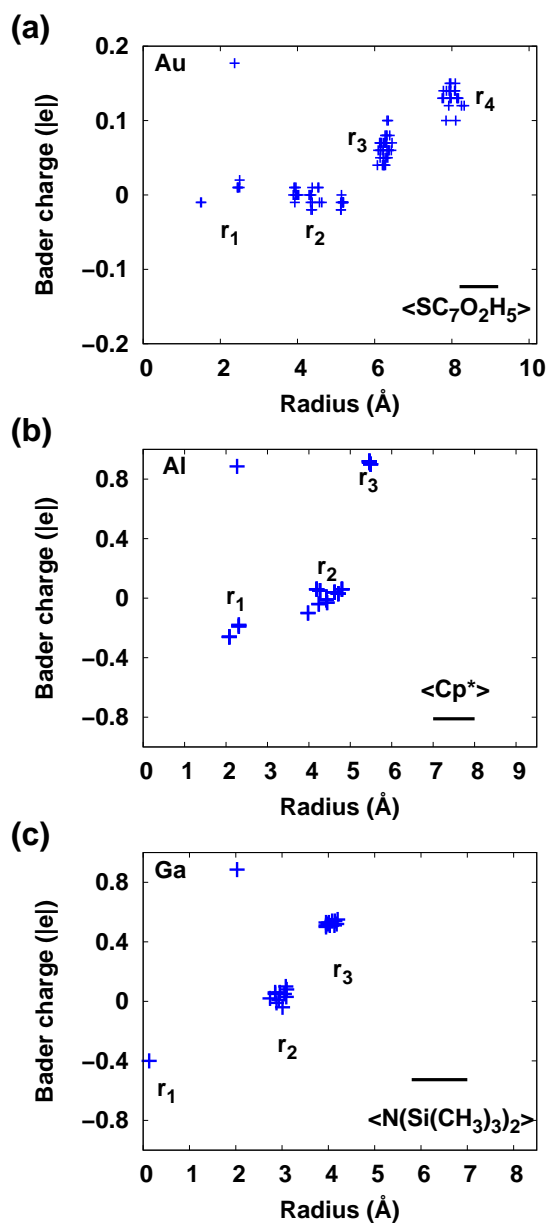 (a)
Au
0.2
0.1
0
−0.1
−0.2
Bader charge (|e|)
r1
r2
r3
r4
<SC7O2H5>
0 2 4 6 8 10
Radius (Å)
(b)
Al
0.8
0.4
0
−0.4
−0.8
Bader charge (|e|)
r1
r2
r3
<Cp*>
0 1 2 3 4 5 6 7 8 9
Radius (Å)
(c)
Ga
0.8
0.4
0
−0.4
−0.8
Bader charge (|e|)
r1
r2
r3
<N(Si(CH3)3)2>
0 1 2 3 4 5 6 7 8
Radius (Å)